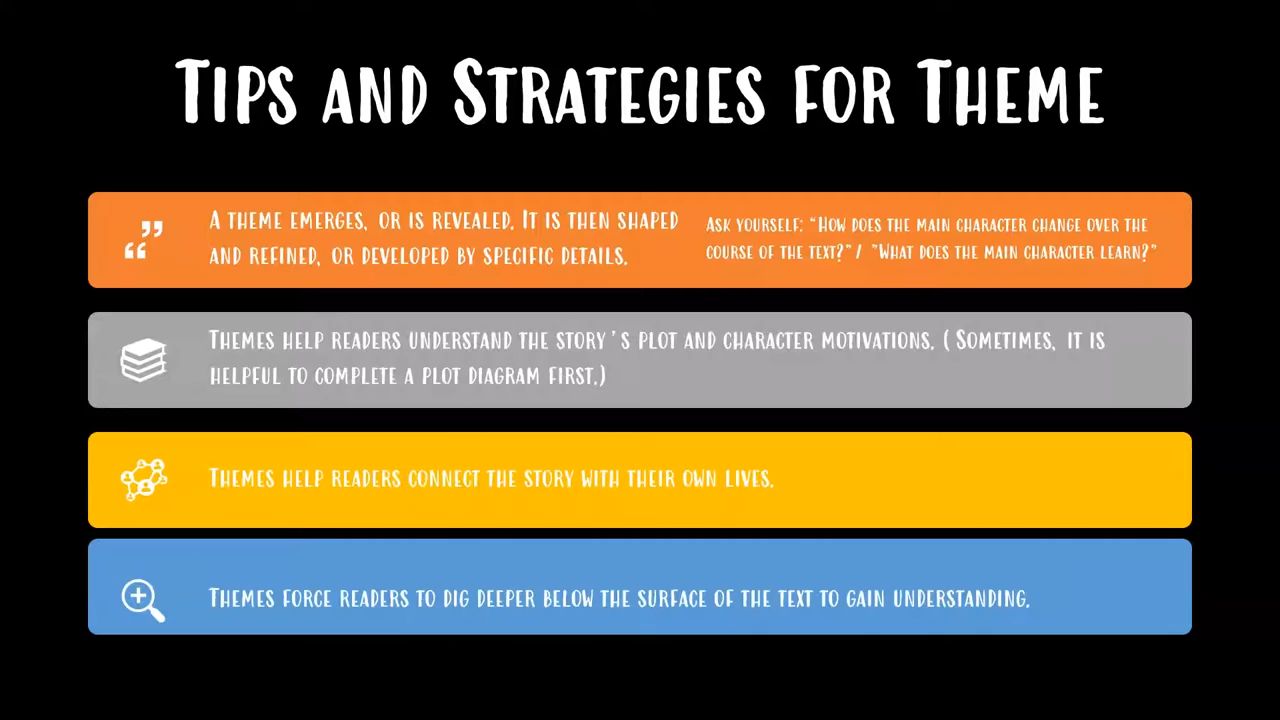 Tips and Strategies for Theme
A theme emerges, or is revealed. It is then shaped
and refined, or developed by specific details.
Ask yourself: “How does the main character change over the
course of the text?” / “What does the main character learn?”
Themes help readers understand the story’s plot and character motivations. ( Sometimes, it is
helpful to complete a plot diagram first.)
Themes help readers connect the story with their own lives.
Themes force readers to dig deeper below the surface of the text to gain understanding.